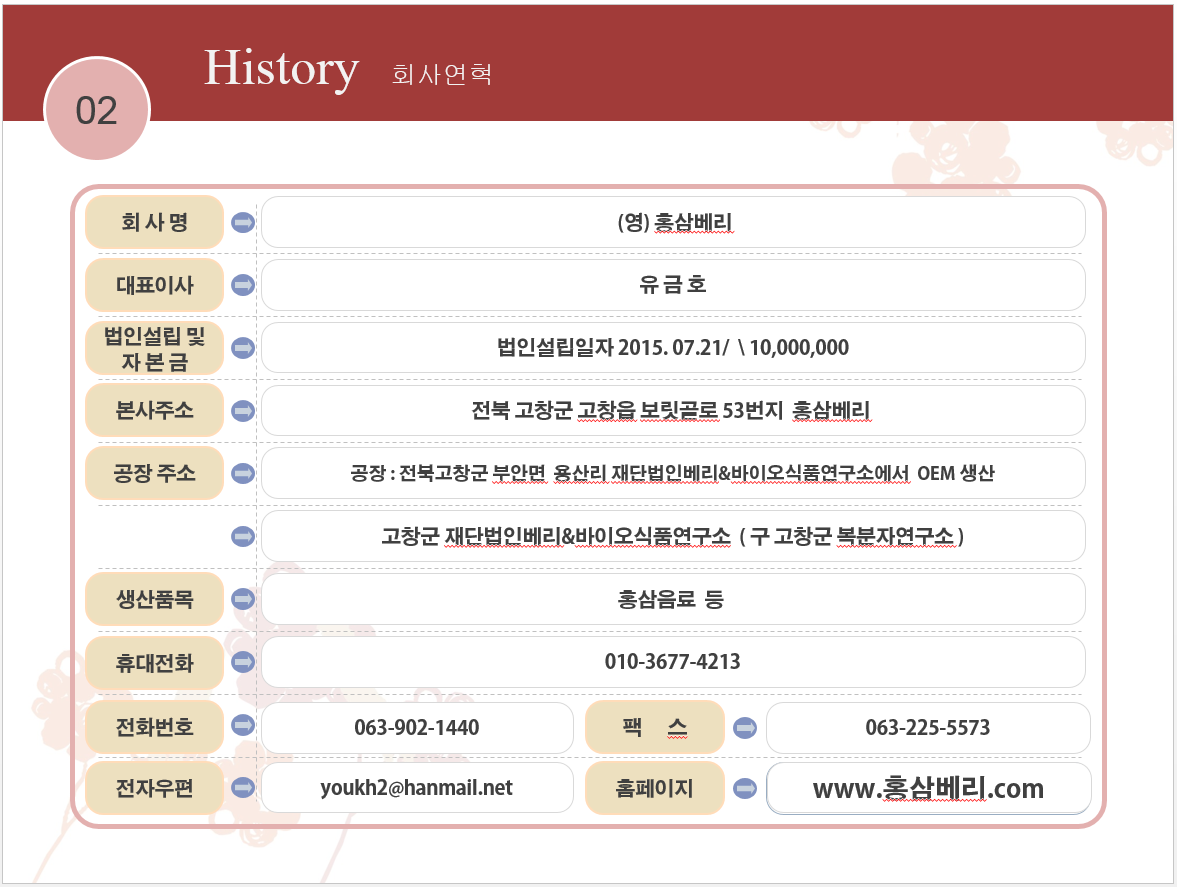 History 회사연혁
02
회 사 명 (영) 홍삼베리
대표이사 유 금 호
법인설립 및
자 본 금 법인설립일자 2015. 07.21/ \ 10,000,000
본사주소 전북 고창군 고창읍 보릿골로 53번지 홍삼베리
공장 주소 공장 : 전북고창군 부안면 용산리 재단법인베리&바이오식품연구소에서 OEM 생산
고창군 재단법인베리&바이오식품연구소 ( 구 고창군 복분자연구소 )
생산품목 홍삼음료 등
휴대전화 010-3677-4213
전화번호 063-902-1440 팩 스 063-225-5573
전자우편 youkh2@hanmail.net 홈페이지 www.홍삼베리.com